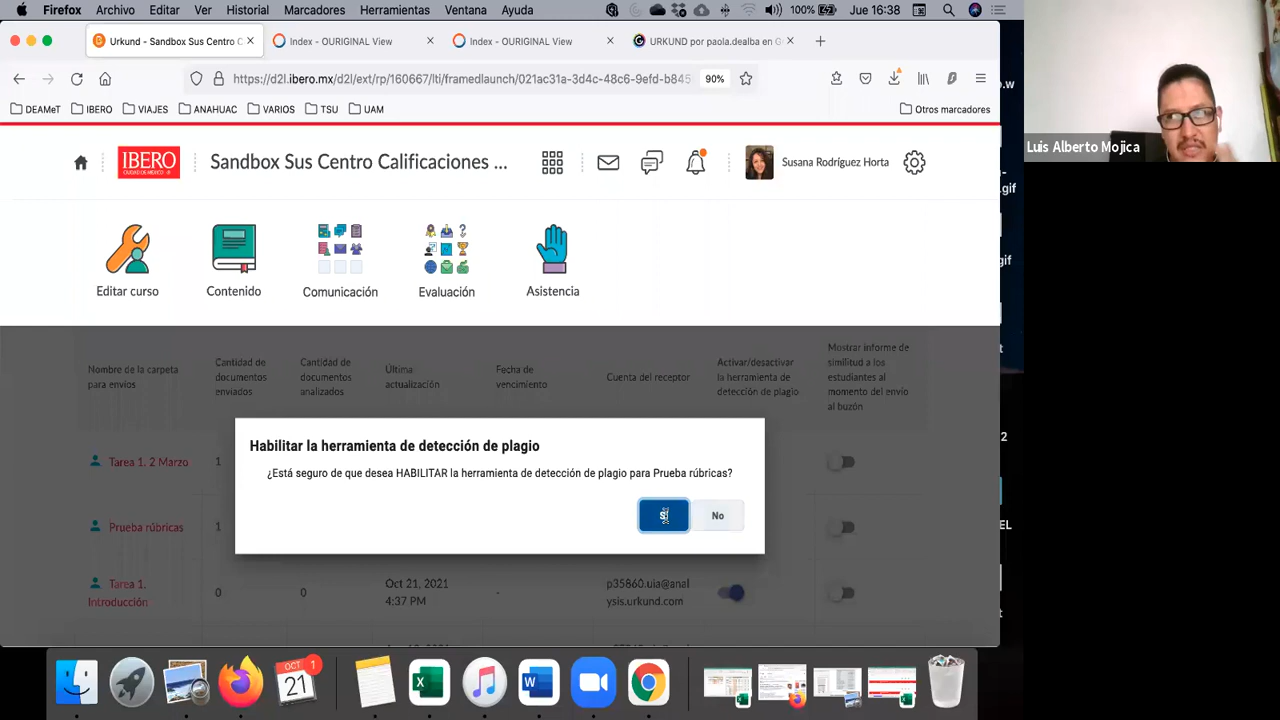 Firefox Archivo Editar Ver Historial Marcadores Herramientas Ventana Ayuda 100% Jue 16:38
Urkund - Sandbox Sus Centro C Index - OURIGINAL View Index - OURIGINAL View URKUND por paola.dealba en G
https://d2l.ibero.mx/d2l/ext/rp/160667/lti/framedlaunch/021ac31a-3d4c-48c6-9efd-b845 90%
DEAMeT IBERO VIAJES ANAHUAC VARIOS TSU UAM Otros marcadores
IBERO
CIUDAD DE MÉXICO
Sandbox Sus Centro Calificaciones ... Susana Rodríguez Horta
Editar curso Contenido Comunicación Evaluación Asistencia
Nombre de la carpeta para envíos
Cantidad de documentos enviados
Cantidad de documentos analizados
Última actualización
Fecha de vencimiento
Cuenta del receptor
Activar/desactivar la herramienta de detección de plagio
Mostrar informe de similitud a los estudiantes al momento del envío al buzón
Habilitar la herramienta de detección de plagio
¿Está seguro de que desea HABILITAR la herramienta de detección de plagio para Prueba rúbricas?
No
Tarea 1. 2 Marzo 1
Prueba rúbricas 1
Tarea 1. Introducción 0 0 Oct 21, 2021 4:37 PM - p35860.uia@analysis.urkund.com
OCT 1
21
Luis Alberto Mojica
.w
.gif
gif
t
2
EL
t